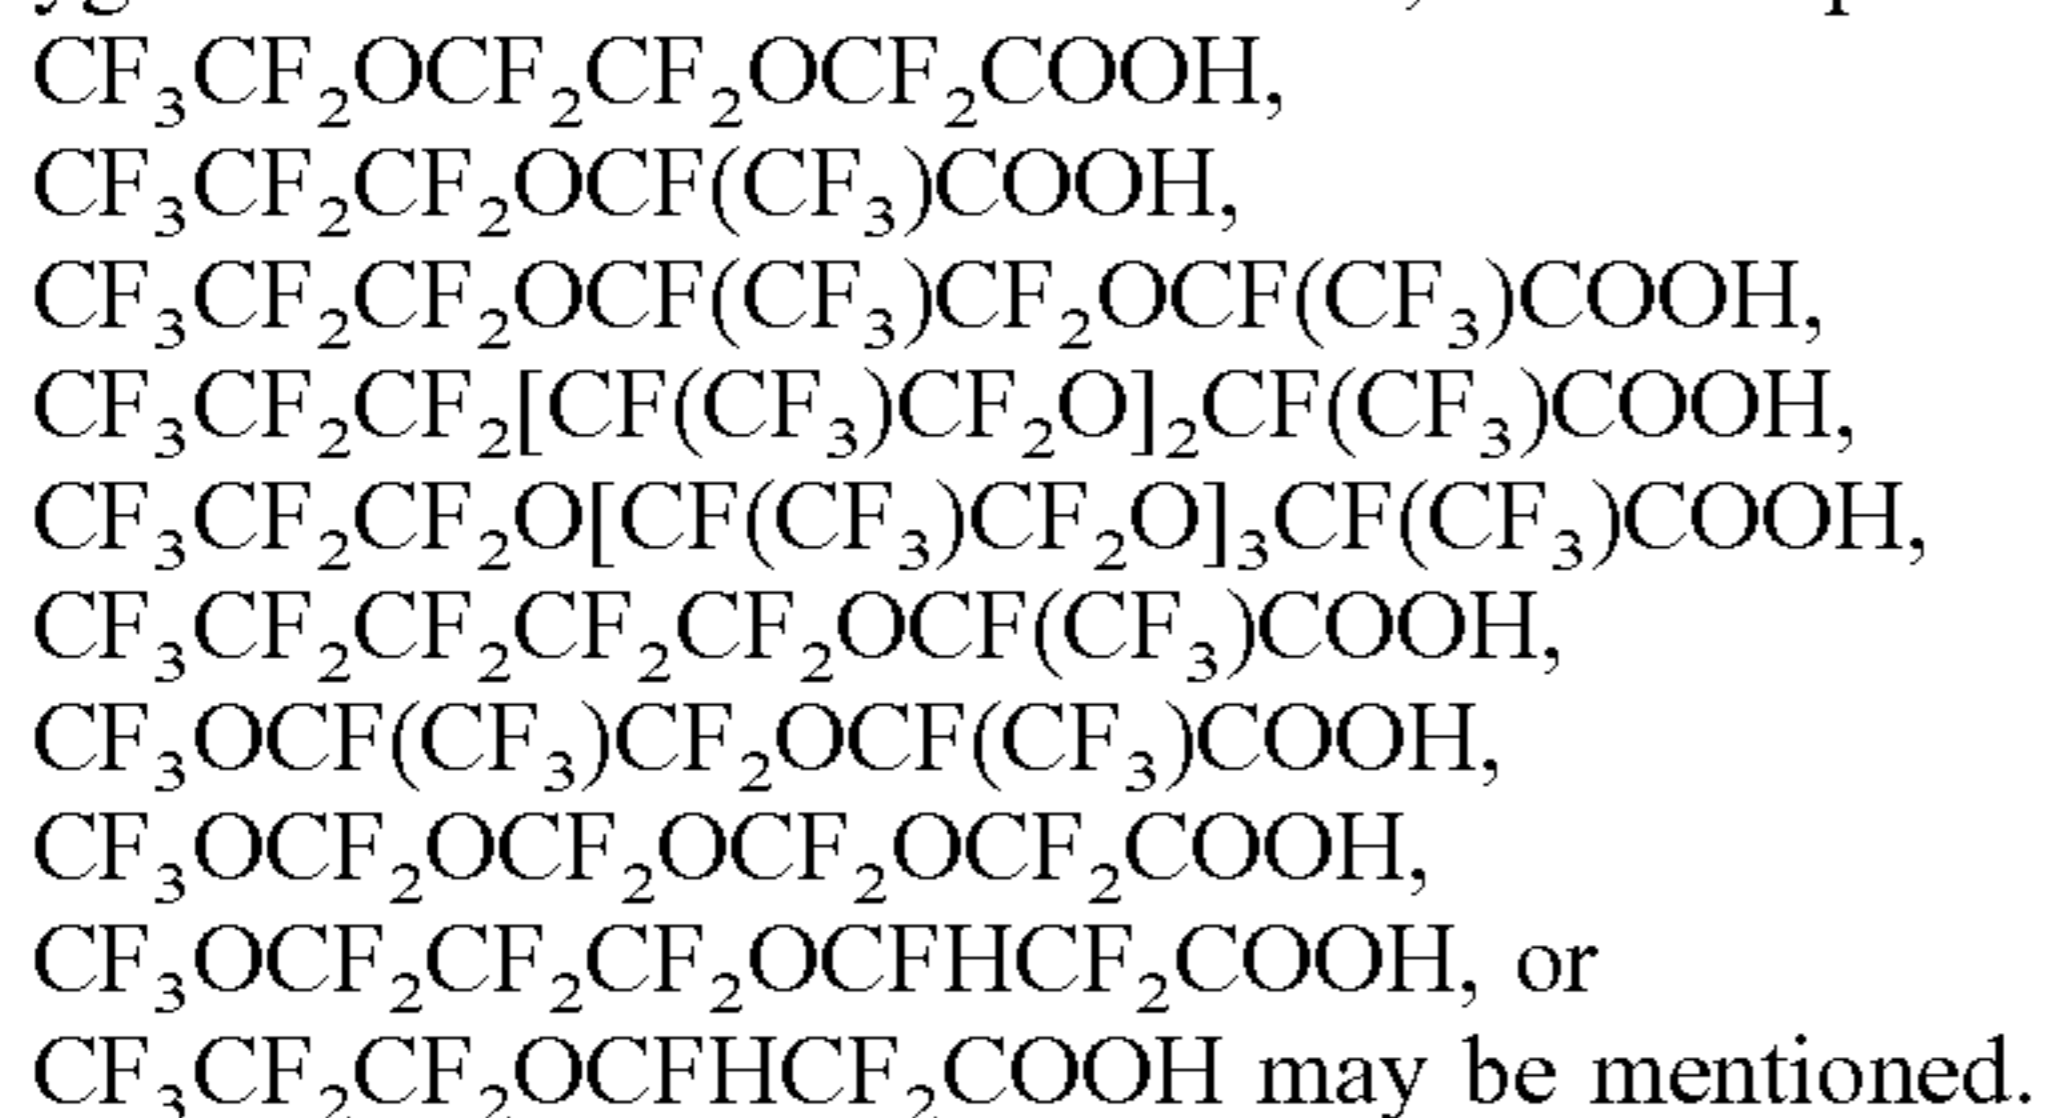 CF₃CF₂OCF₂CF₂OCF₂COOH,
CF₃CF₂CF₂OCF(CF₃)COOH,
CF₃CF₂CF₂OCF(CF₃)CF₂OCF(CF₃)COOH,
CF₃CF₂CF₂[CF(CF₃)CF₂O]₂CF(CF₃)COOH,
CF₃CF₂CF₂O[CF(CF₃)CF₂O]₃CF(CF₃)COOH,
CF₃CF₂CF₂CF₂CF₂OCF(CF₃)COOH,
CF₃OCF(CF₃)CF₂OCF(CF₃)COOH,
CF₃OCF₂OCF₂OCF₂OCF₂COOH,
CF₃OCF₂CF₂CF₂OCFHCF₂COOH, or
CF₃CF₂CF₂OCFHCF₂COOH may be mentioned.